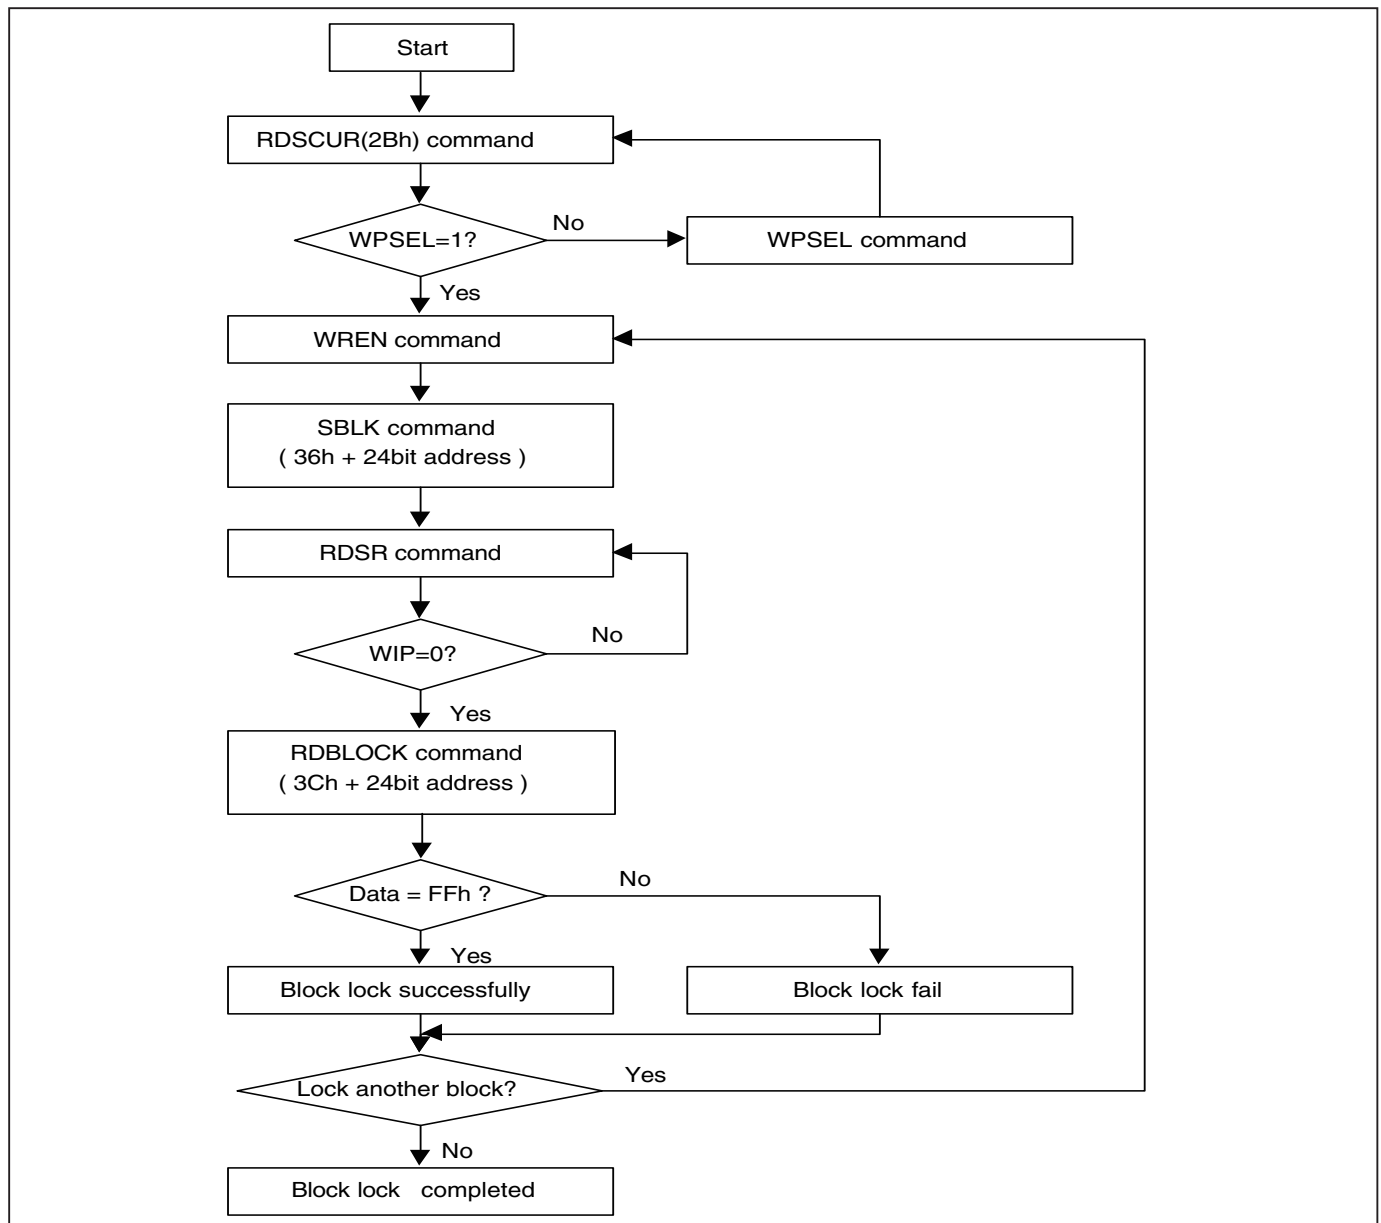 Start
RDSCUR(2Bh) command
WPSEL=1?
No
WPSEL command
Yes
WREN command
SBLK command
( 36h + 24bit address )
RDSR command
WIP=0?
No
Yes
RDBLOCK command
( 3Ch + 24bit address )
Data = FFh ?
No
Yes
Block lock successfully
Block lock fail
Lock another block?
Yes
No
Block lock completed